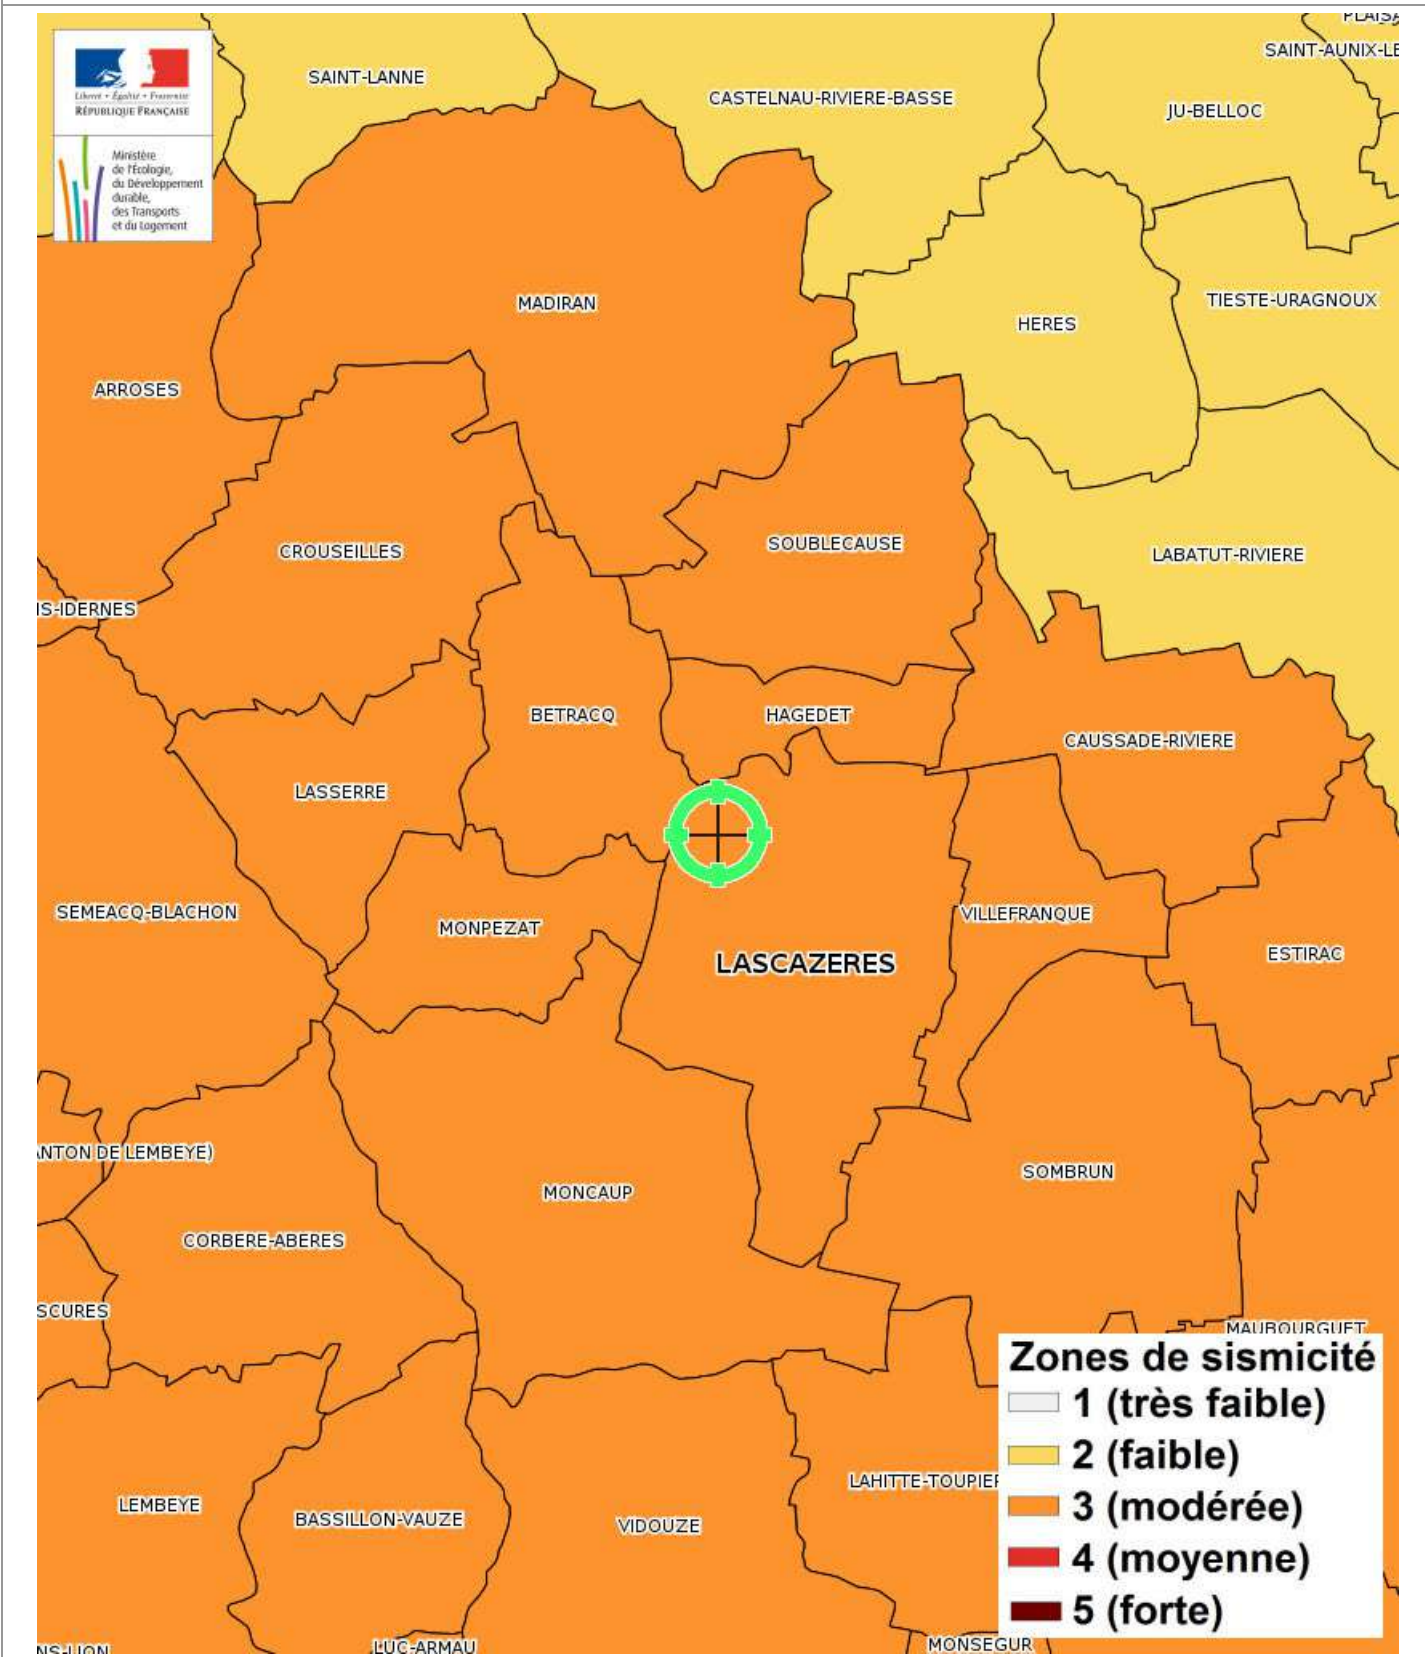 PLAISA
SAINT-AUNIX-LE
SAINT-LANNE
CASTELNAU-RIVIERE-BASSE
JU-BELLOC
Liberté • Égalité • Fraternité
RÉPUBLIQUE FRANÇAISE
Ministère
de l'Écologie,
du Développement
durable,
des Transports
et du Logement
MADIRAN
TIESTE-URAGNOUX
HERES
ARROSES
CROUSEILLES
SOUBLECAUSE
LABATUT-RIVIERE
IS-IDERNES
BETRACQ
HAGEDET
CAUSSADE-RIVIERE
LASSERRE
SEMEACQ-BLACHON
MONPEZAT
VILLEFRANQUE
LASCAZERES
ESTIRAC
ANTON DE LEMBEYE)
SOMBRUN
MONCAUP
CORBERE-ABERES
SCURES
MAUBOURGUET
Zones de sismicité
1 (très faible)
2 (faible)
3 (modérée)
4 (moyenne)
5 (forte)
LAHITTE-TOUPIER
LEMBEYE
BASSILLON-VAUZE
VIDOUZE
NS-LION
LUC-ARMAU
MONSEGUR